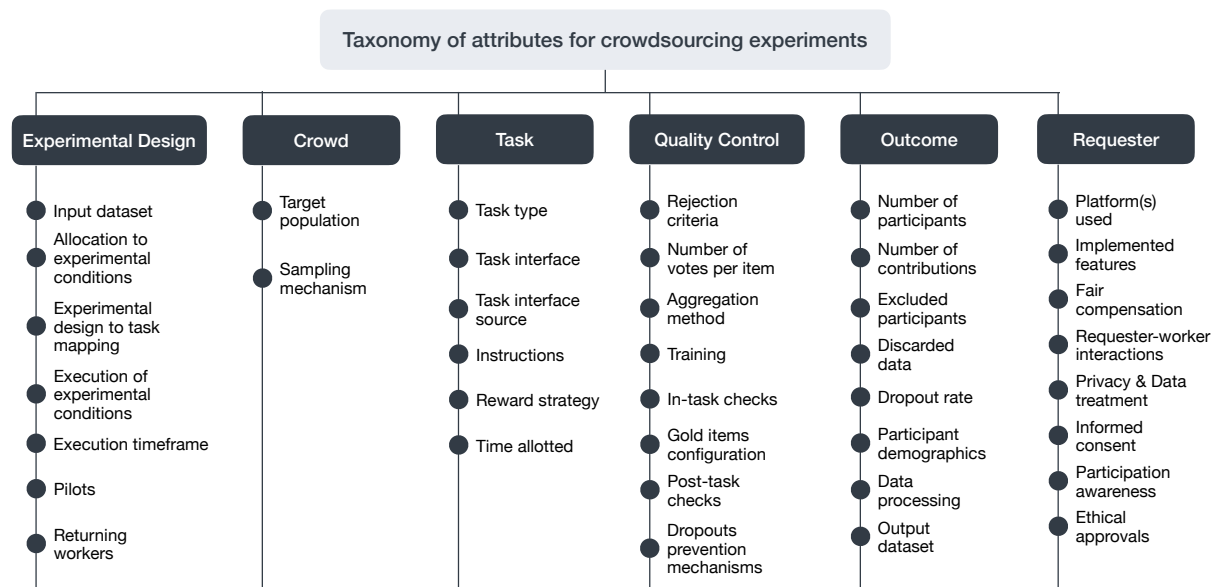 Taxonomy of attributes for crowdsourcing experiments
Experimental Design
Input dataset
Allocation to
experimental
conditions
Experimental
design to task
mapping
Execution of
experimental
conditions
Execution timeframe
Pilots
Returning
workers
Crowd
Target
population
Sampling
mechanism
Task
Task type
Task interface
Task interface
source
Instructions
Reward strategy
Time allotted
Quality Control
Rejection
criteria
Number of
votes per item
Aggregation
method
Training
In-task checks
Gold items
configuration
Post-task
checks
Dropouts
prevention
mechanisms
Outcome
Number of
participants
Number of
contributions
Excluded
participants
Discarded
data
Dropout rate
Participant
demographics
Data
processing
Output
dataset
Requester
Platform(s)
used
Implemented
features
Fair
compensation
Requester-worker
interactions
Privacy & Data
treatment
Informed
consent
Participation
awareness
Ethical
approvals